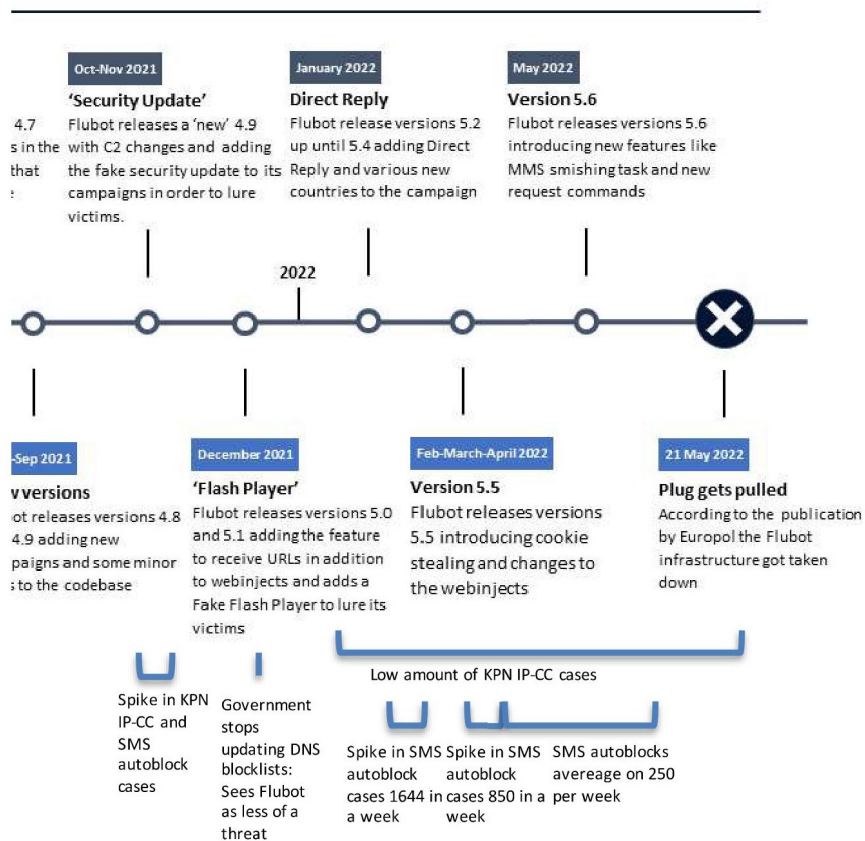 Oct-Nov 2021
'Security Update'
Flubot releases a 'new' 4.9
with C2 changes and adding
the fake security update to its
campaigns in order to lure
victims.
January 2022
Direct Reply
Flubot release versions 5.2
up until 5.4 adding Direct
Reply and various new
countries to the campaign
May 2022
Version 5.6
Flubot releases versions 5.6
introducing new features like
MMS smishing task and new
request commands
4.7
s in the
that
2022
-Sep 2021
versions
ot releases versions 4.8
4.9 adding new
paigns and some minor
s to the codebase
December 2021
'Flash Player'
Flubot releases versions 5.0
and 5.1 adding the feature
to receive URLs in addition
to webinjects and adds a
Fake Flash Player to lure its
victims
Feb-March-April 2022
Version 5.5
Flubot releases versions
5.5 introducing cookie
stealing and changes to
the webinjects
21 May 2022
Plug gets pulled
According to the publication
by Europol the Flubot
infrastructure got taken
down
Spike in KPN
IP-CC and
SMS
autoblock
cases
Government
stops
updating DNS
blocklists:
Sees Flubot
as less of a
threat
Low amount of KPN IP-CC cases
Spike in SMS
autoblock
cases 1644 in
a week
Spike in SMS
autoblock
cases 850 in a
week
SMS autoblocks
avereage on 250
per week